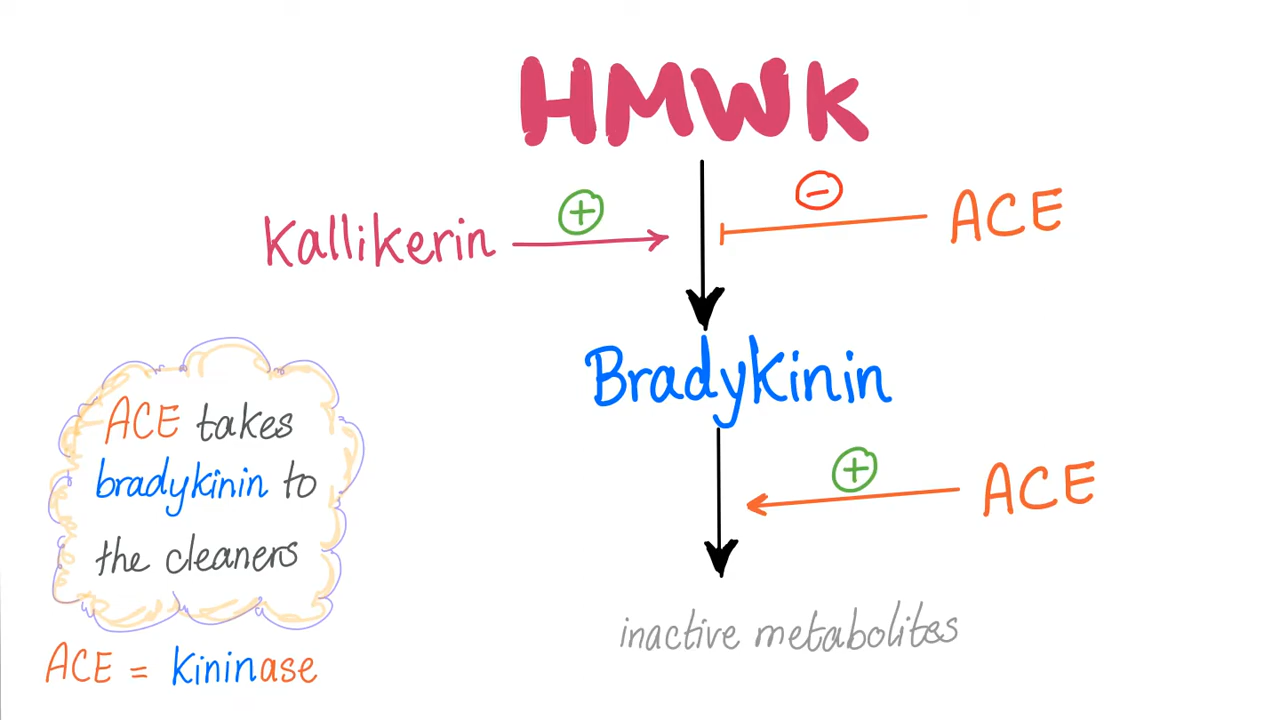 HMWK
Kallikerin + − ACE
Bradykinin
+ ACE
inactive metabolites
ACE takes
bradykinin to
the cleaners
ACE = kininase